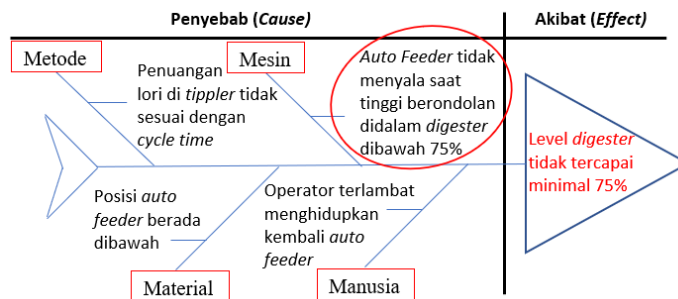 Penyebab (Cause)
Akibat (Effect)
Metode
Penuangan
lori di tippler tidak
sesuai dengan
cycle time
Mesin
Auto Feeder tidak
menyala saat
tinggi berondolan
didalam digester
dibawah 75%
Level digester
tidak tercapai
minimal 75%
Posisi auto
feeder berada
dibawah
Material
Operator terlambat
menghidupkan
kembali auto
feeder
Manusia